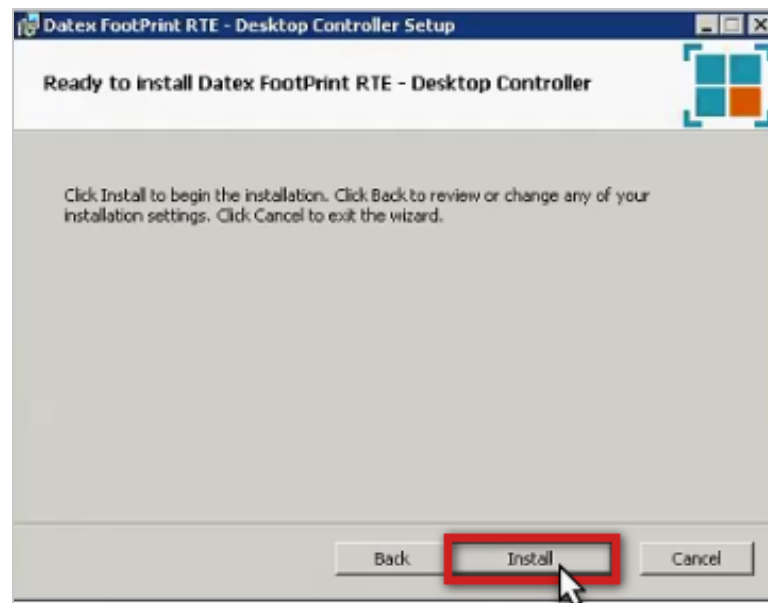 Datex FootPrint RTE - Desktop Controller Setup
Ready to install Datex FootPrint RTE - Desktop Controller
Click Install to begin the installation. Click Back to review or change any of your
installation settings. Click Cancel to exit the wizard.
Back Install Cancel